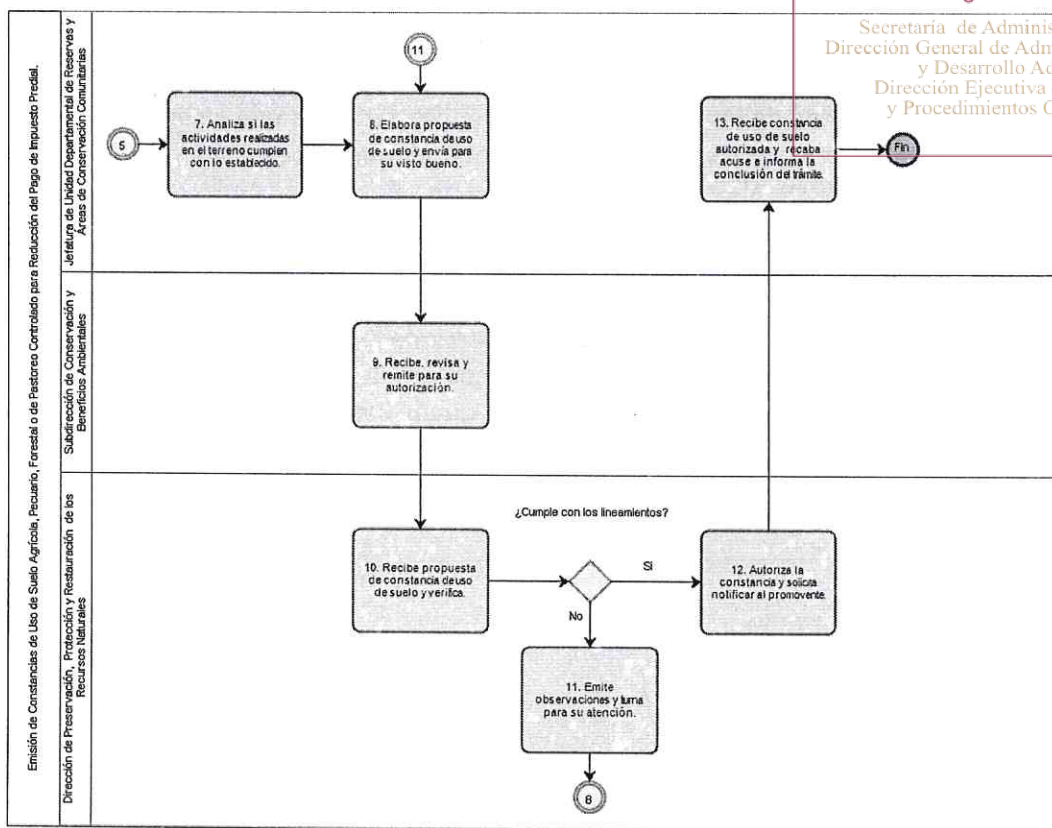 Secretaría de Adminis
Dirección General de Adm
y Desarrollo Ad
Dirección Ejecutiva
y Procedimientos O
Emisión de Constancias de Uso de Suelo Agrícola, Pecuario, Forestal o de Pastoreo Controlado para Reducción del Pago de Impuesto Predial.
Jefatura de Unidad Departamental de Reservas y
Áreas de Conservación Comunitarias
5
7. Analiza si las
actividades realizadas
en el terreno cumplen
con lo establecido.
11
8. Elabora propuesta
de constancia de uso
de suelo y envía para
su visto bueno.
13. Recibe constancia
de uso de suelo
autorizada y recaba
acuse e informa la
conclusión del trámite.
Fin
Subdirección de Conservación y
Beneficios Ambientales
9. Recibe, revisa y
remite para su
autorización.
Dirección de Preservación, Protección y Restauración de los
Recursos Naturales
10. Recibe propuesta
de constancia de uso
de suelo y verifica.
¿Cumple con los lineamientos?
Si
No
12. Autoriza la
constancia y solicita
notificar al promovente.
11. Emite
observaciones y turna
para su atención.
8